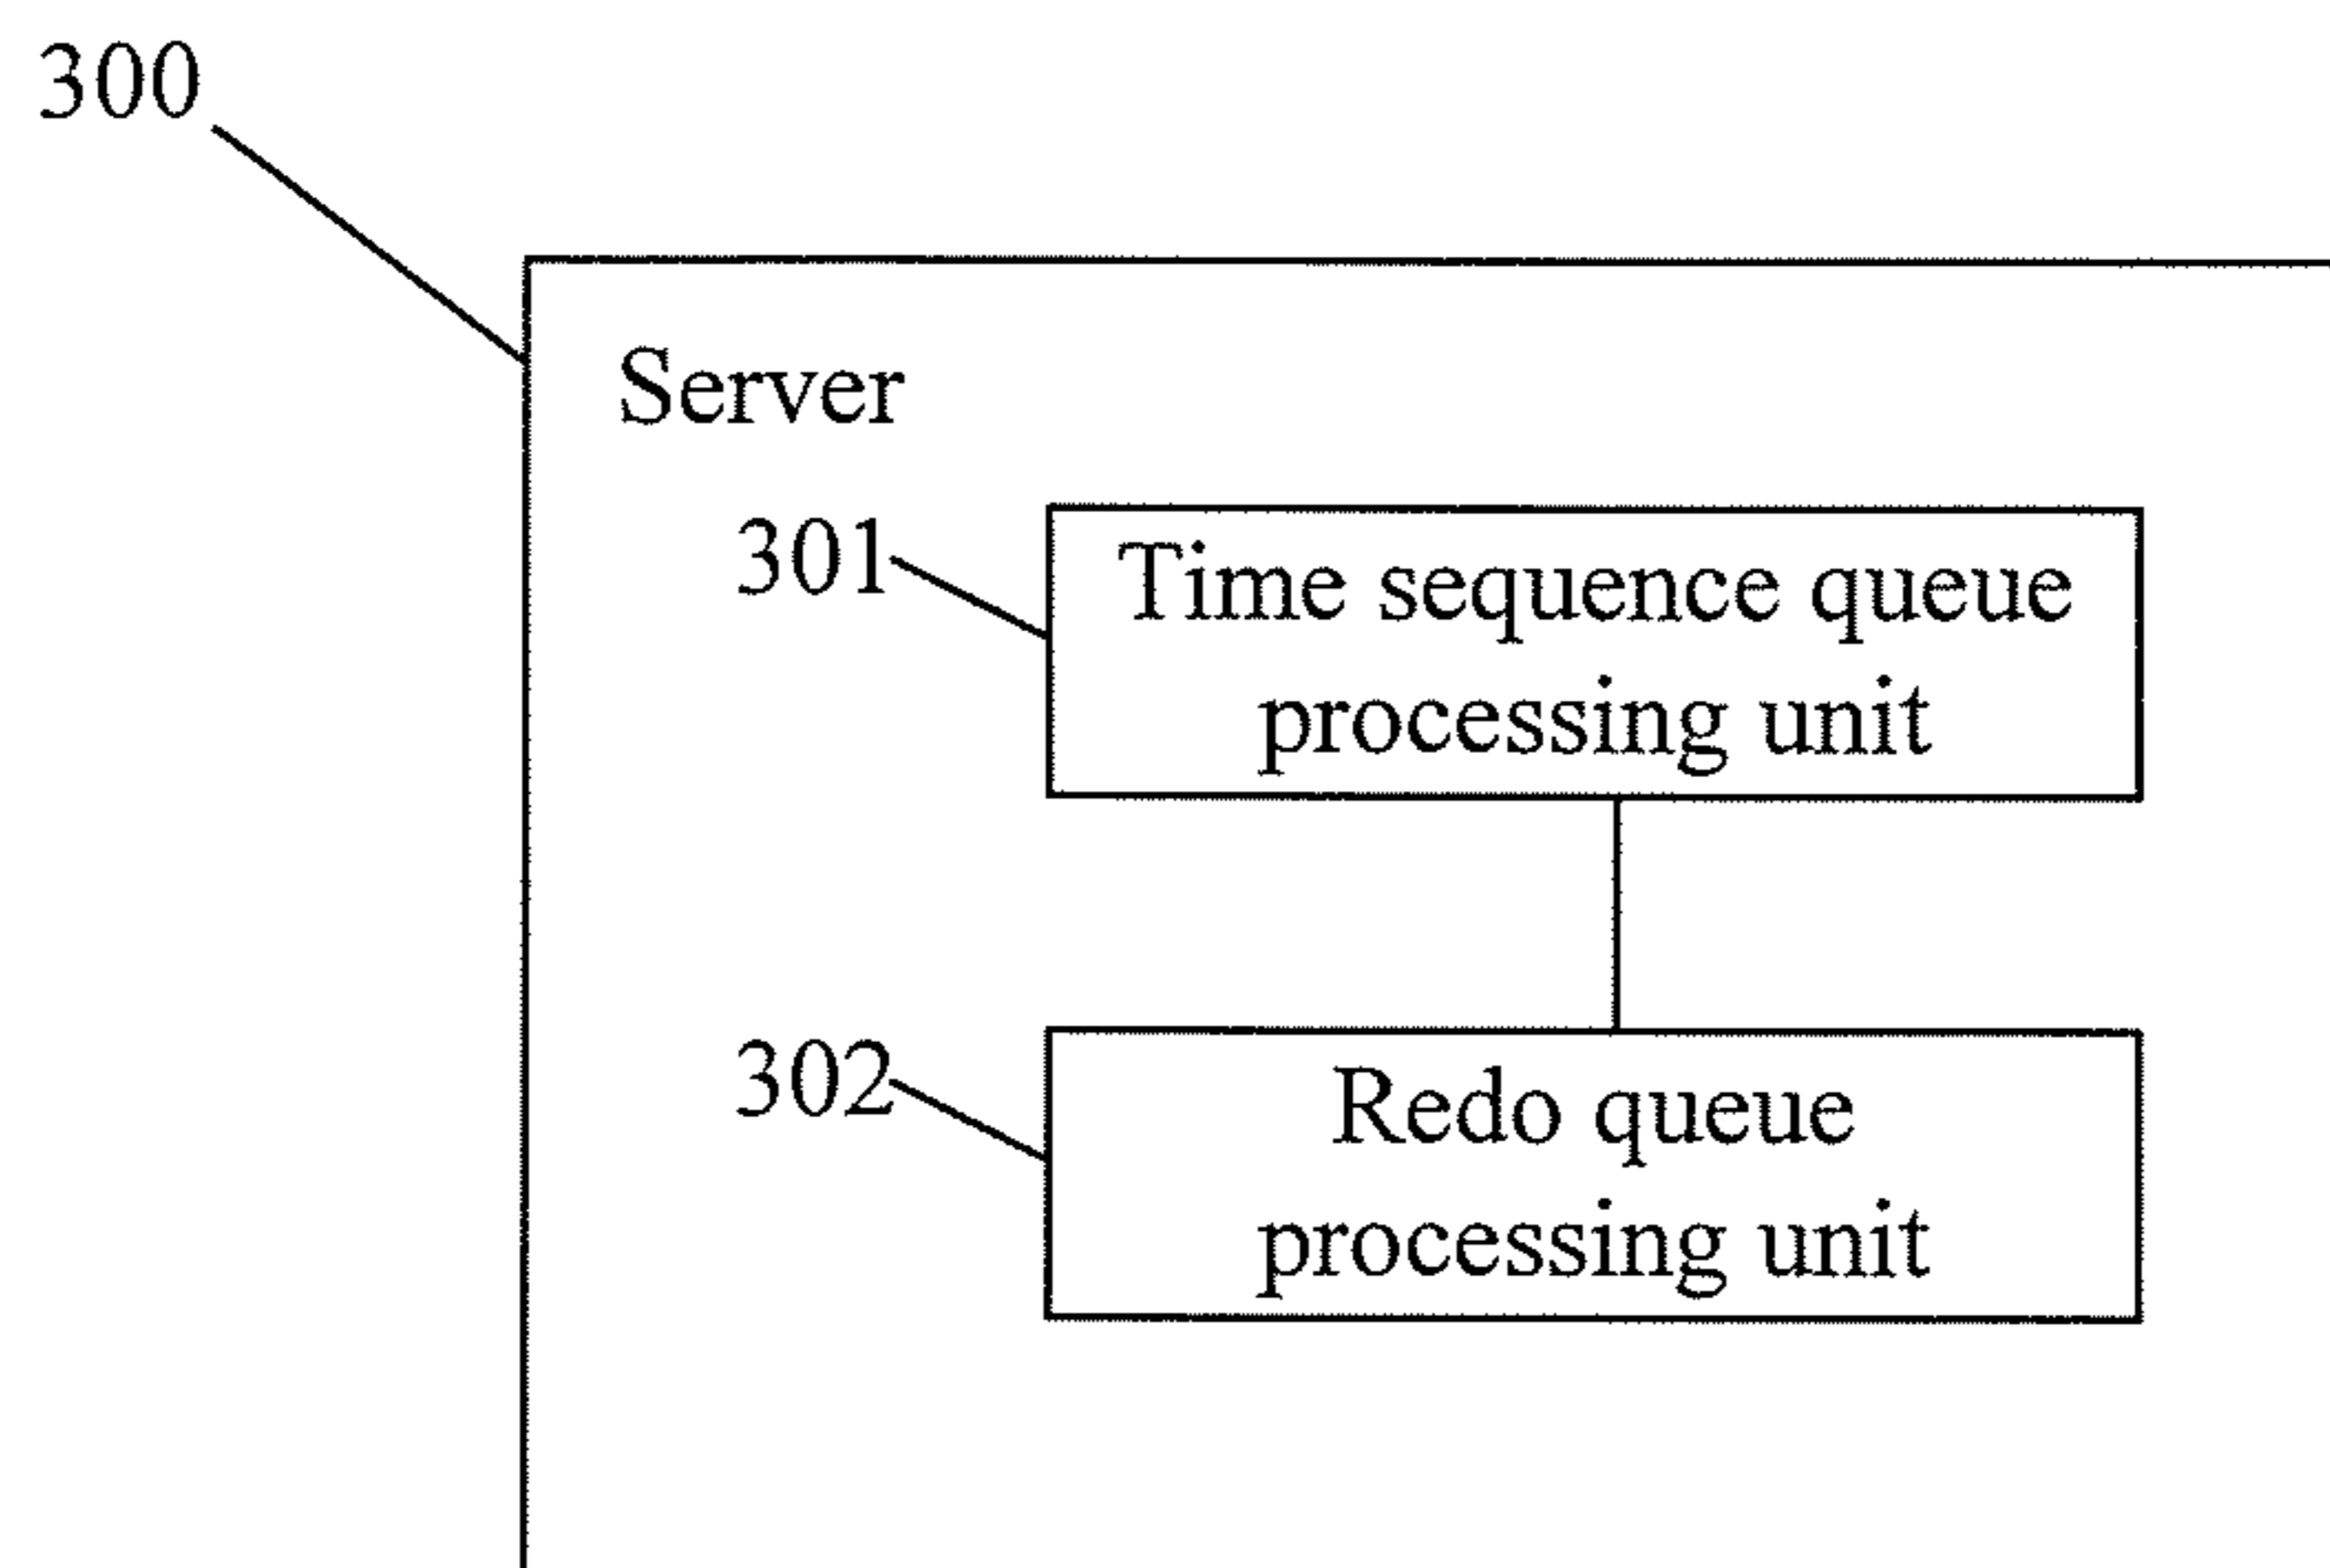 300
Server
301
Time sequence queue
processing unit
302
Redo queue
processing unit